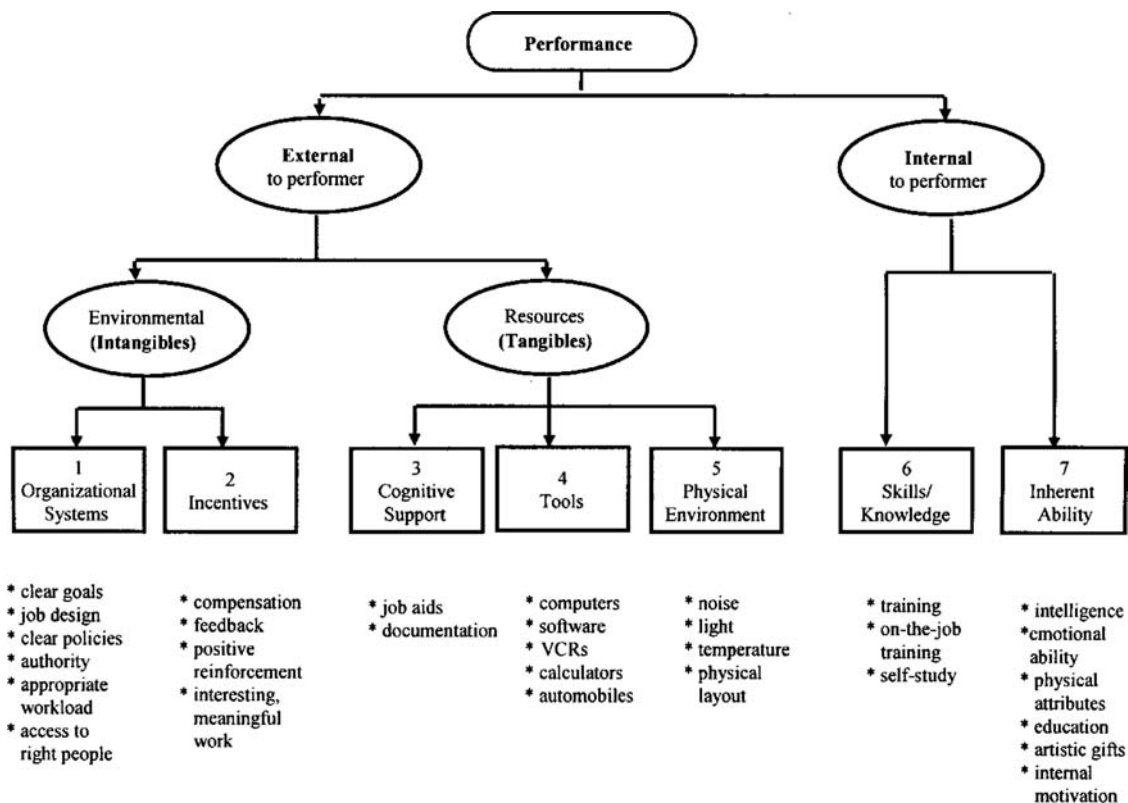 Performance
External
to performer
Internal
to performer
Environmental
(Intangibles)
Resources
(Tangibles)
1
Organizational
Systems
2
Incentives
3
Cognitive
Support
4
Tools
5
Physical
Environment
6
Skills/
Knowledge
7
Inherent
Ability
* clear goals
* job design
* clear policies
* authority
* appropriate
workload
* access to
right people
* compensation
* feedback
* positive
reinforcement
* interesting,
meaningful
work
* job aids
* documentation
* computers
* software
* VCRs
* calculators
* automobiles
* noise
* light
* temperature
* physical
layout
* training
* on-the-job
training
* self-study
* intelligence
*emotional
ability
* physical
attributes
* education
* artistic gifts
* internal
motivation